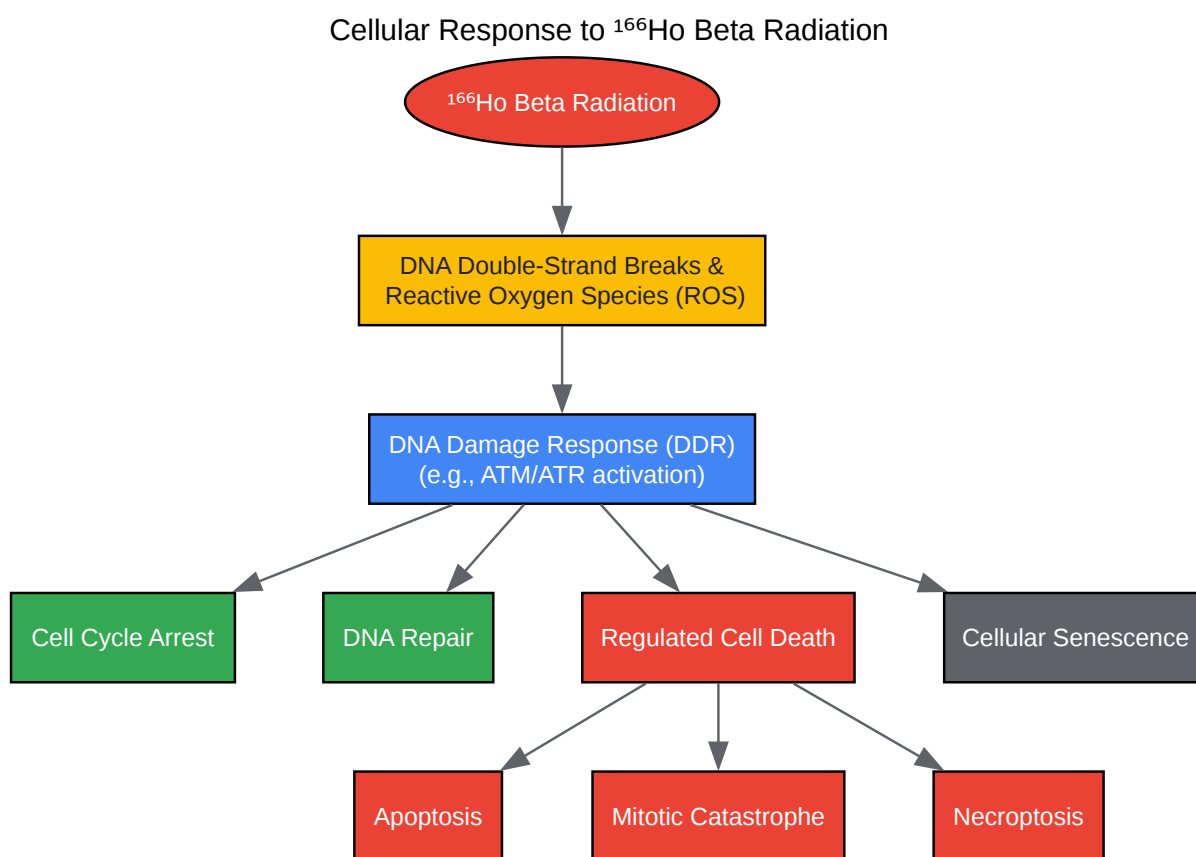 Cellular Response to ¹⁶⁶Ho Beta Radiation
¹⁶⁶Ho Beta Radiation
DNA Double-Strand Breaks &
Reactive Oxygen Species (ROS)
DNA Damage Response (DDR)
(e.g., ATM/ATR activation)
Cell Cycle Arrest
DNA Repair
Regulated Cell Death
Cellular Senescence
Apoptosis
Mitotic Catastrophe
Necroptosis